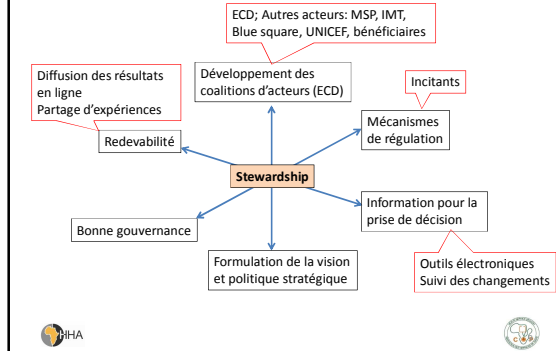 ECD; Autres acteurs: MSP, IMT,
Blue square, UNICEF, bénéficiaires
Diffusion des résultats
en ligne
Partage d'expériences
Développement des
coalitions d'acteurs (ECD)
Incitants
Redevabilité
Mécanismes
de régulation
Stewardship
Bonne gouvernance
Information pour la
prise de décision
Formulation de la vision
et politique stratégique
Outils électroniques
Suivi des changements
HHA